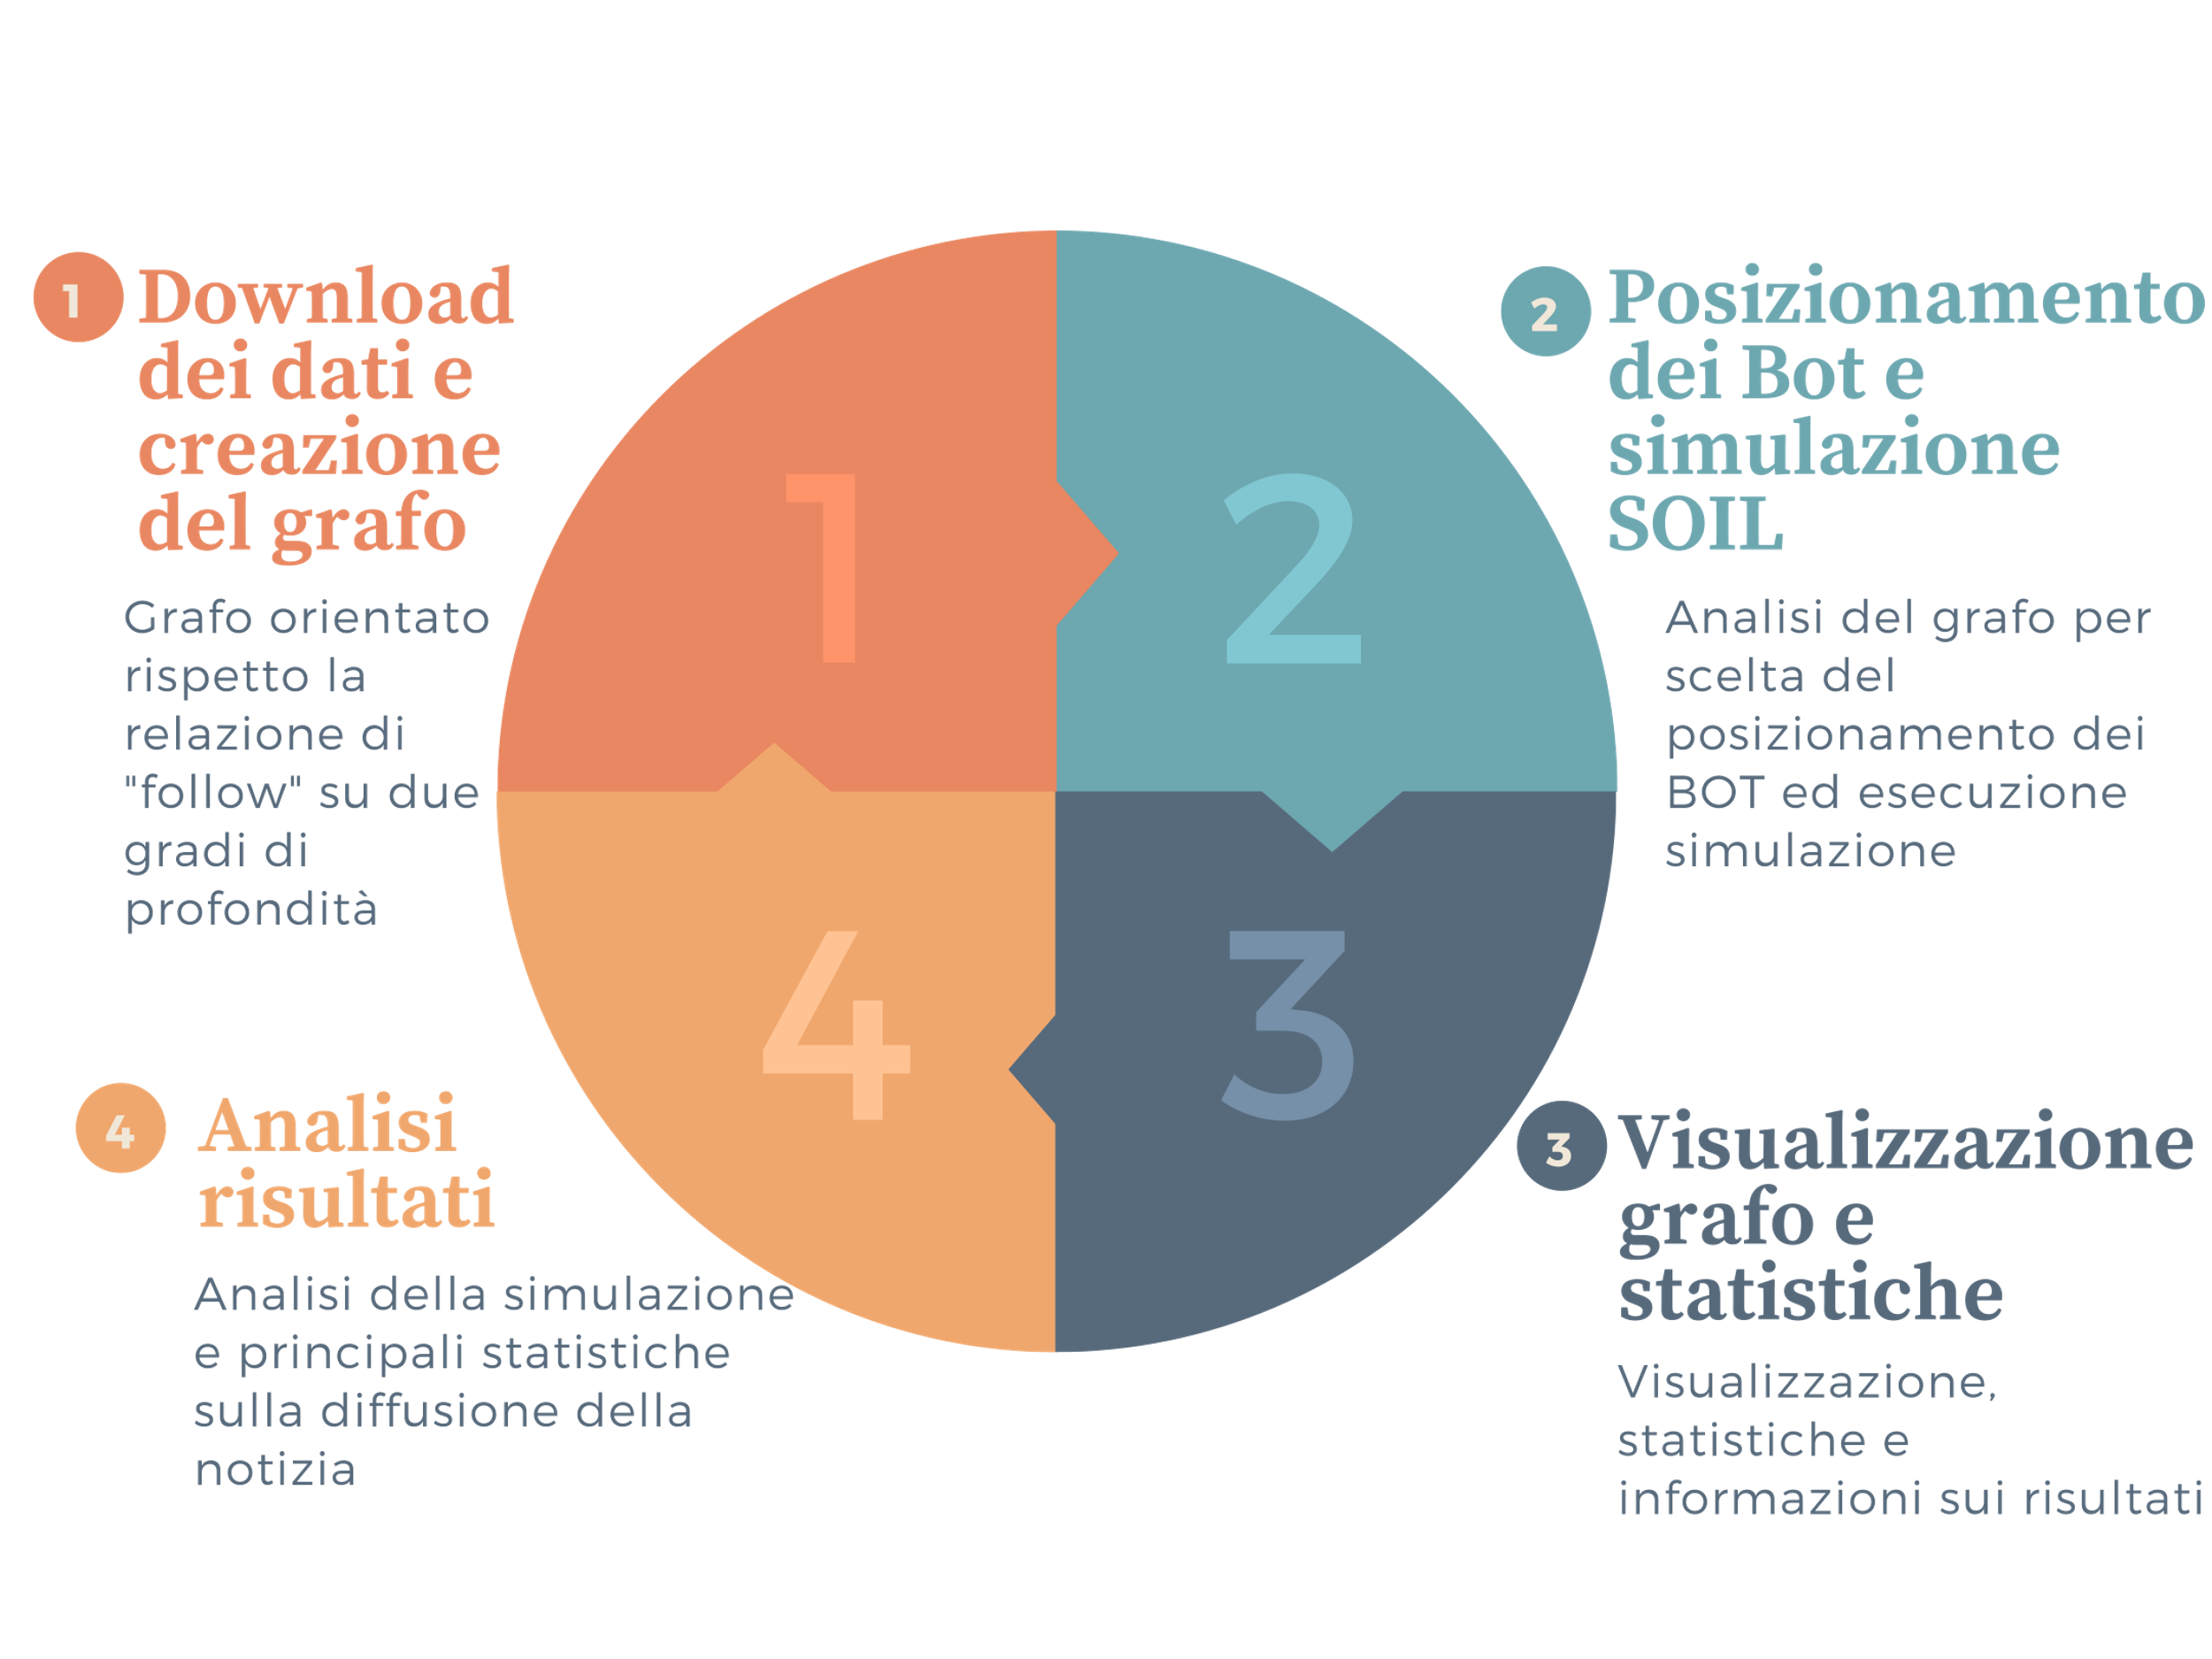 1
Download
dei dati e
creazione
del grafo
Grafo orientato
rispetto la
relazione di
"follow" su due
gradi di
profondità
2
Posizionamento
dei Bot e
simulazione
SOIL
Analisi del grafo per
scelta del
posizionamento dei
BOT ed esecuzione
simulazione
1
2
4
3
4
Analisi
risultati
Analisi della simulazione
e principali statistiche
sulla diffusione della
notizia
3
Visualizzazione
grafo e
statistiche
Visualizzazione,
statistiche e
informazioni sui risultati